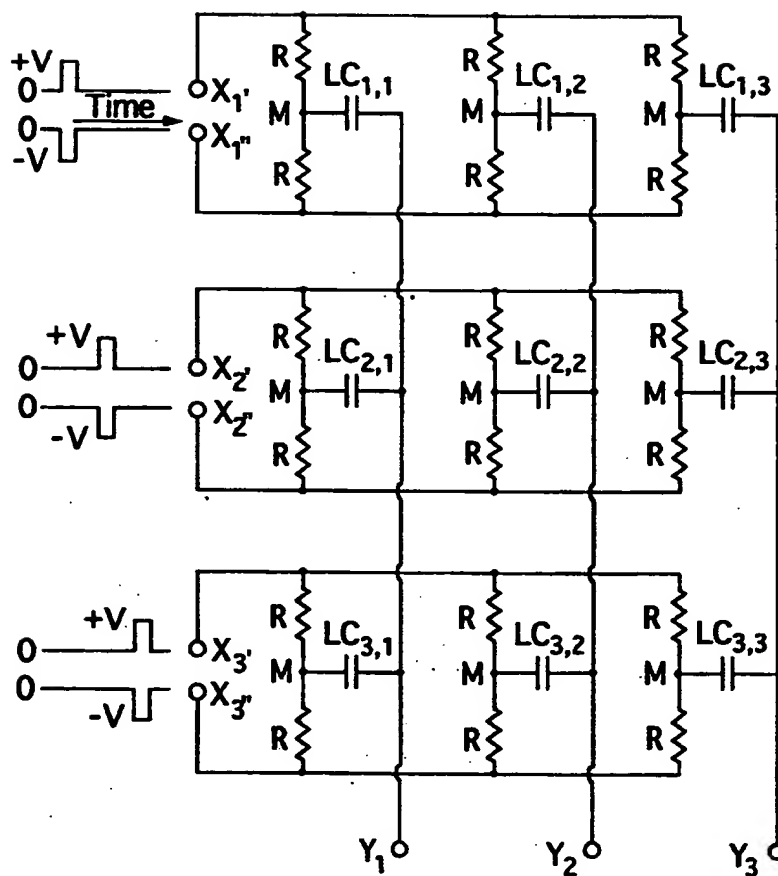 R R R
+V LC1,1 LC1,2 LC1,3
0 X1'
Time M M M
0 X1"
-V R R R
R R R
+V LC2,1 LC2,2 LC2,3
0 X2' M M M
0 X2"
-V R R R
R R R
+V LC3,1 LC3,2 LC3,3
0 X3' M M M
0 X3"
-V R R R
Y1 Y2 Y3